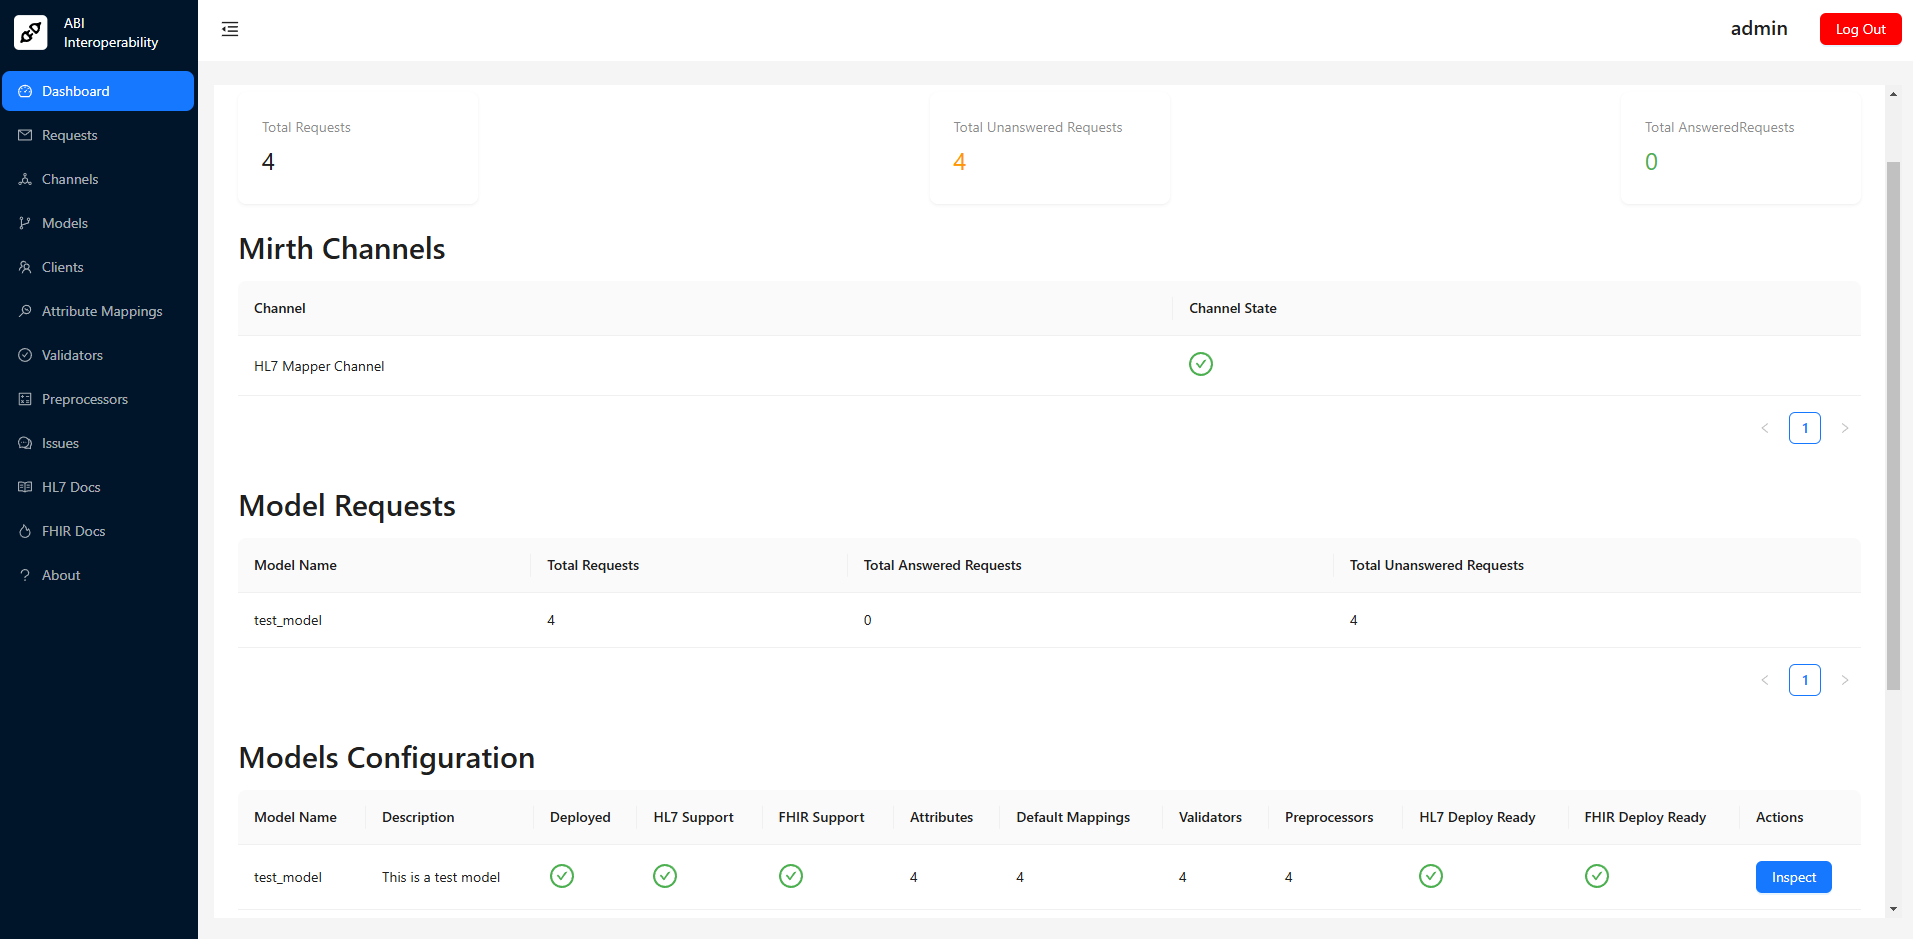 ABI
Interoperability
admin
Log Out
Dashboard
Requests
Channels
Models
Clients
Attribute Mappings
Validators
Preprocessors
Issues
HL7 Docs
FHIR Docs
About
Total Requests
4
Total Unanswered Requests
4
Total AnsweredRequests
0
Mirth Channels
Channel Channel State
HL7 Mapper Channel
1
Model Requests
Model Name Total Requests Total Answered Requests Total Unanswered Requests
test_model 4 0 4
1
Models Configuration
Model Name Description Deployed HL7 Support FHIR Support Attributes Default Mappings Validators Preprocessors HL7 Deploy Ready FHIR Deploy Ready Actions
test_model This is a test model 4 4 4 4 Inspect